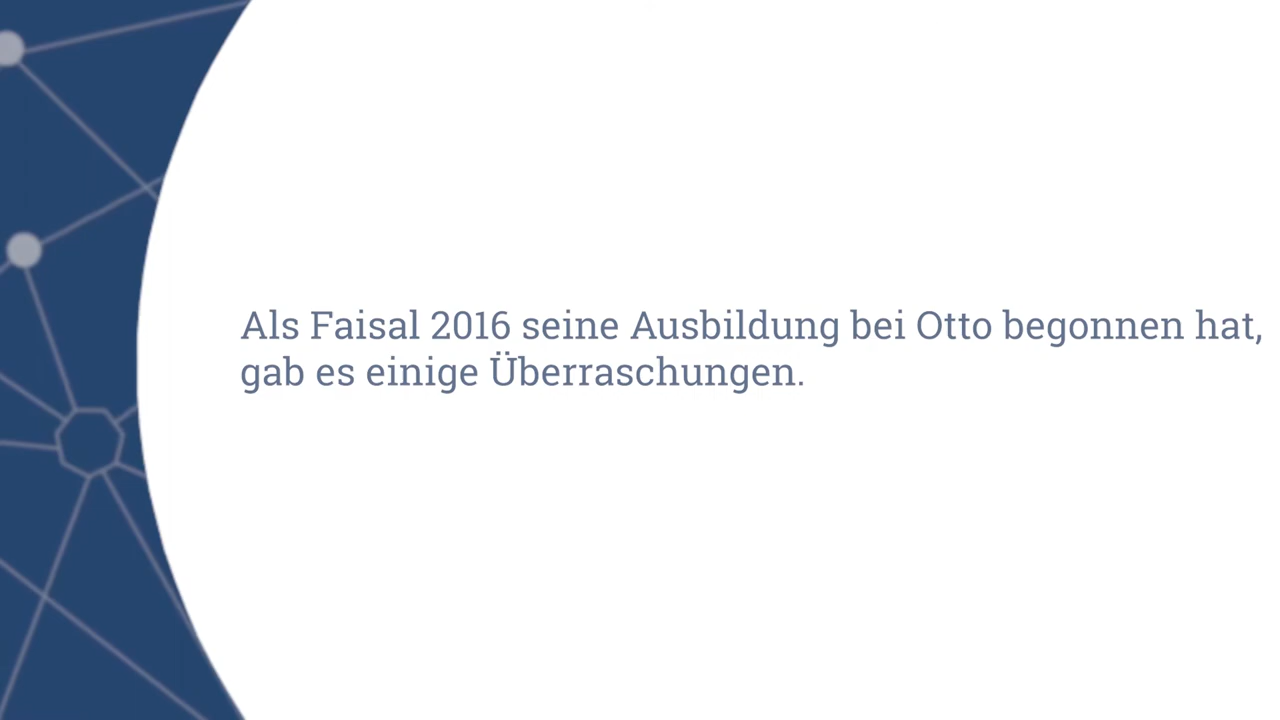 Als Faisal 2016 seine Ausbildung bei Otto begonnen hat,
gab es einige Überraschungen.